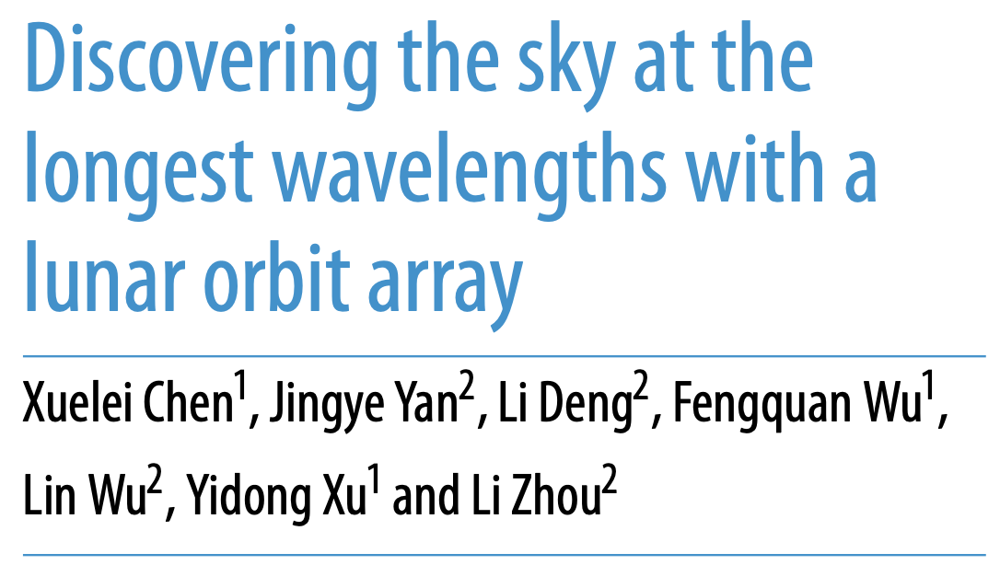 Discovering the sky at the
longest wavelengths with a
lunar orbit array
Xuelei Chen1, Jingye Yan2, Li Deng2, Fengquan Wu1,
Lin Wu2, Yidong Xu1 and Li Zhou2